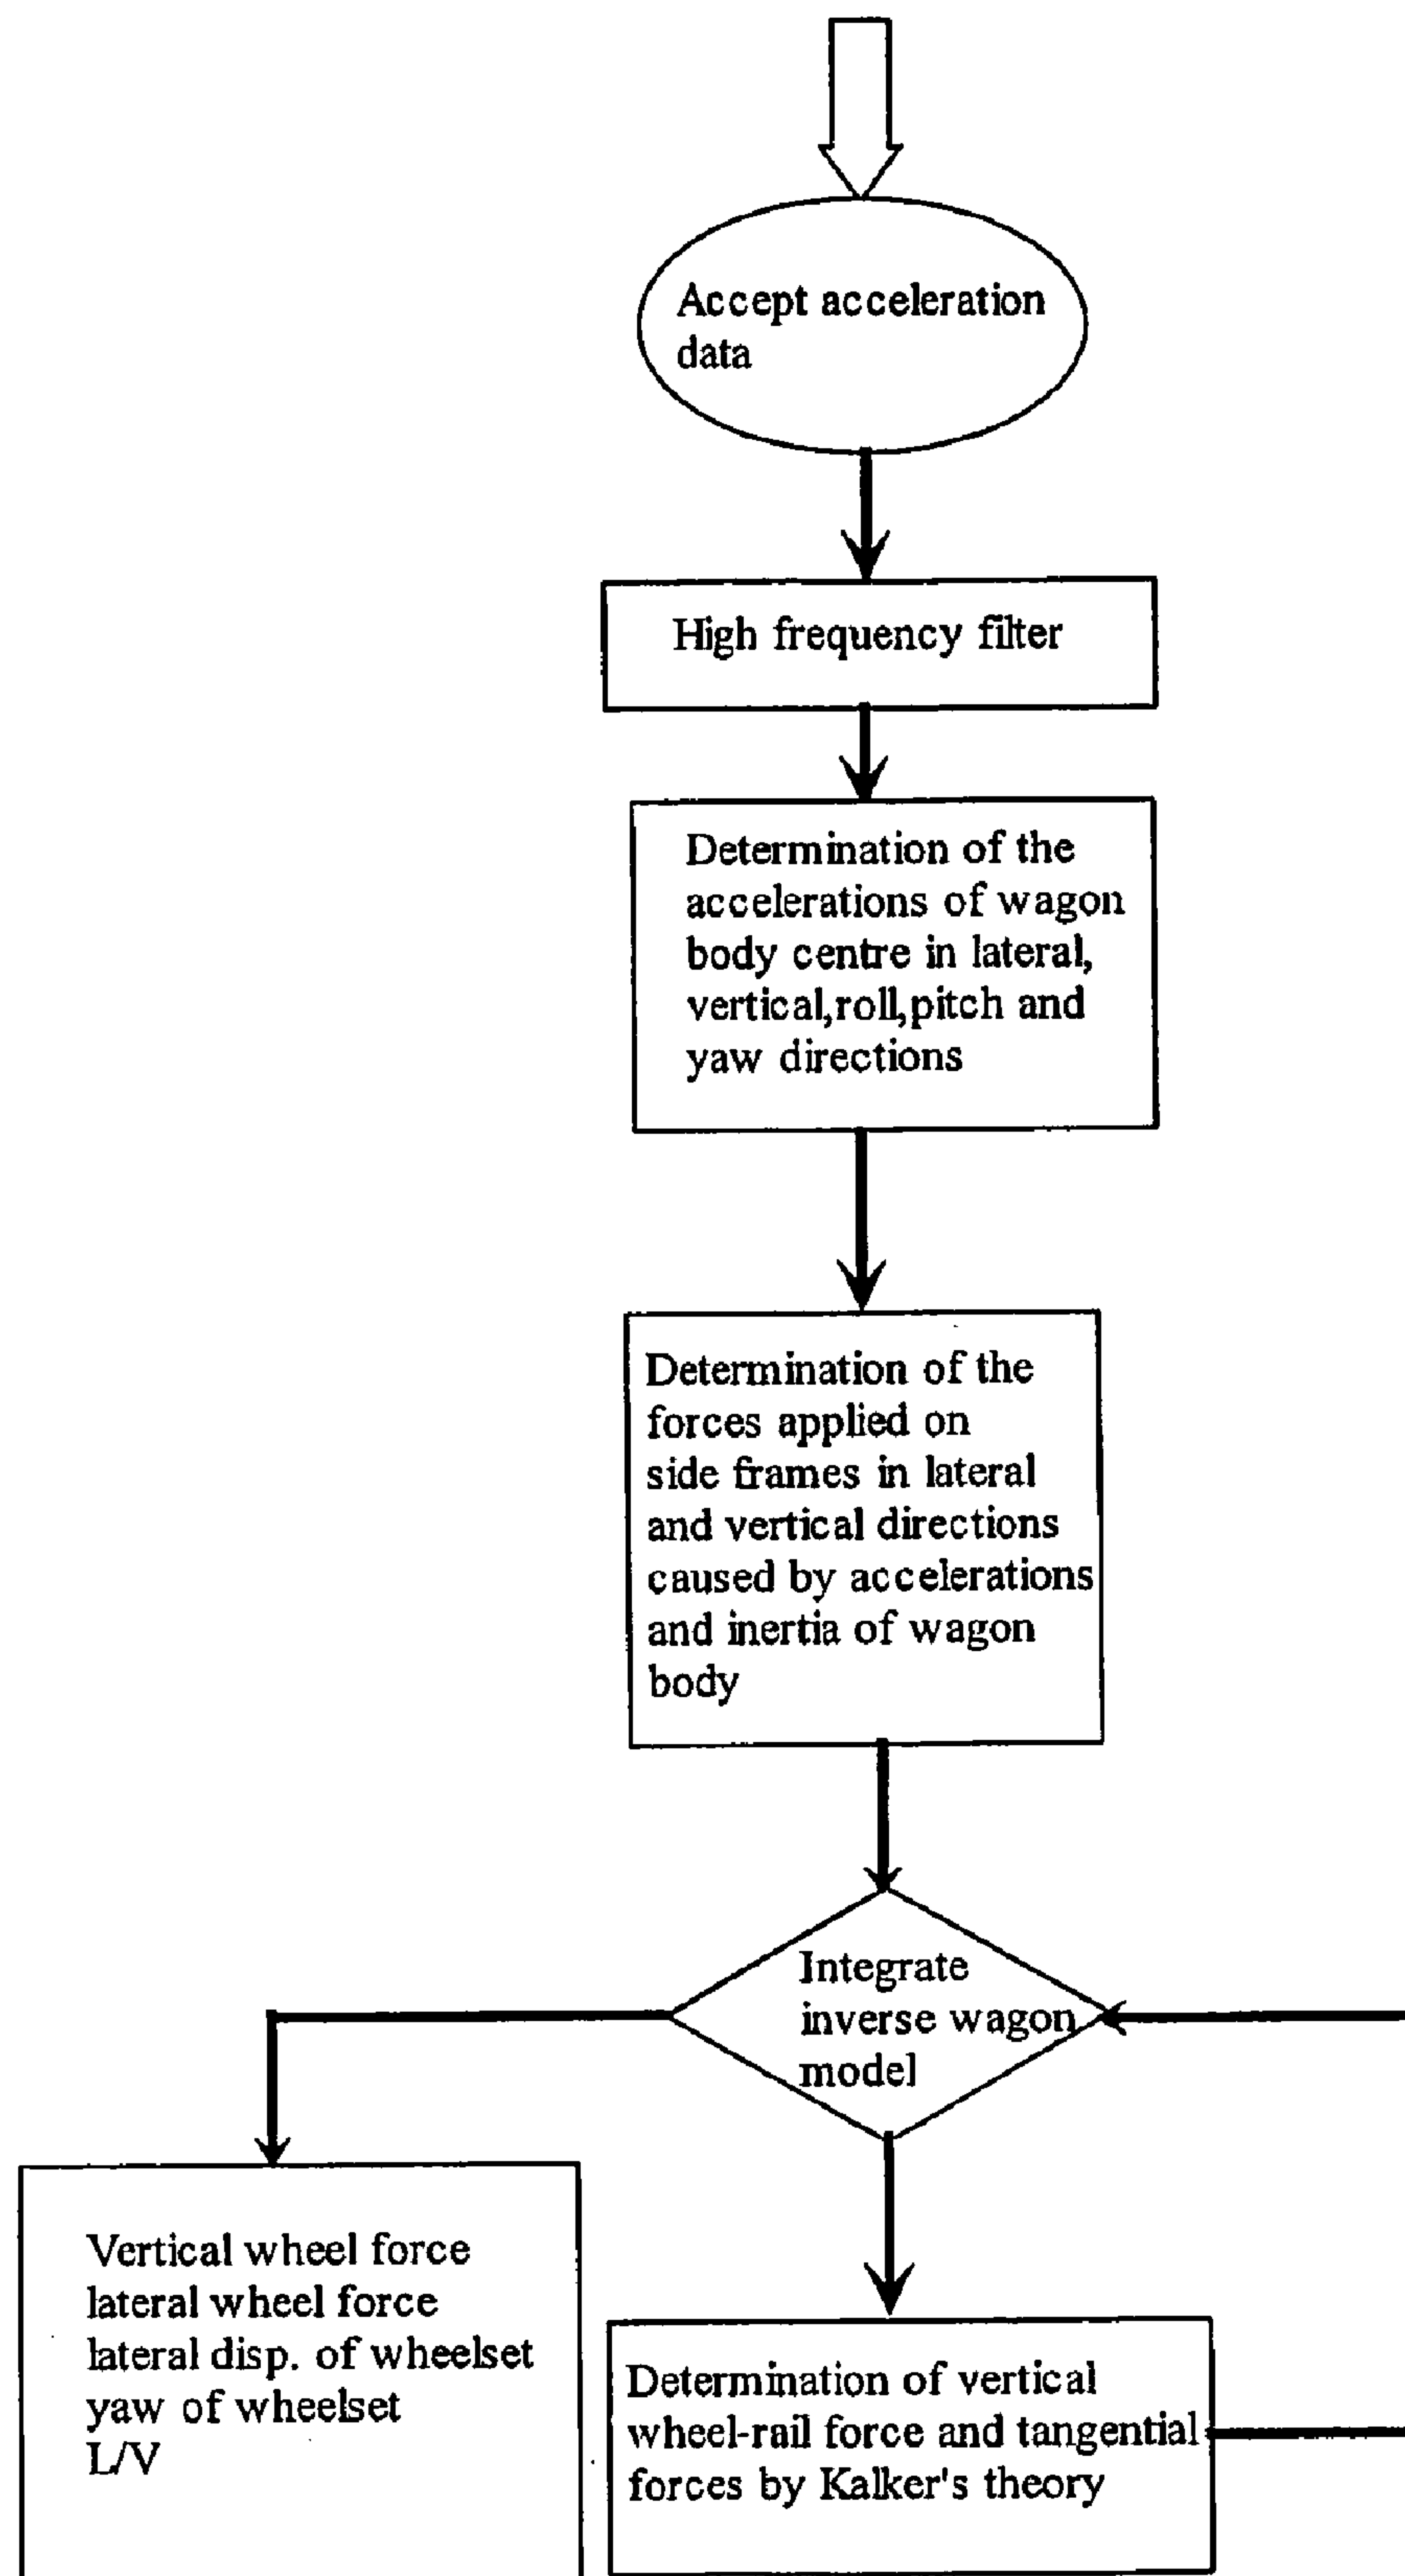 Accept acceleration
data
High frequency filter
Determination of the
accelerations of wagon
body centre in lateral,
vertical,roll,pitch and
yaw directions
Determination of the
forces applied on
side frames in lateral
and vertical directions
caused by accelerations
and inertia of wagon
body
Integrate
inverse wagon
model
Vertical wheel force
lateral wheel force
lateral disp. of wheelset
yaw of wheelset
L/V
Determination of vertical
wheel-rail force and tangential
forces by Kalker's theory